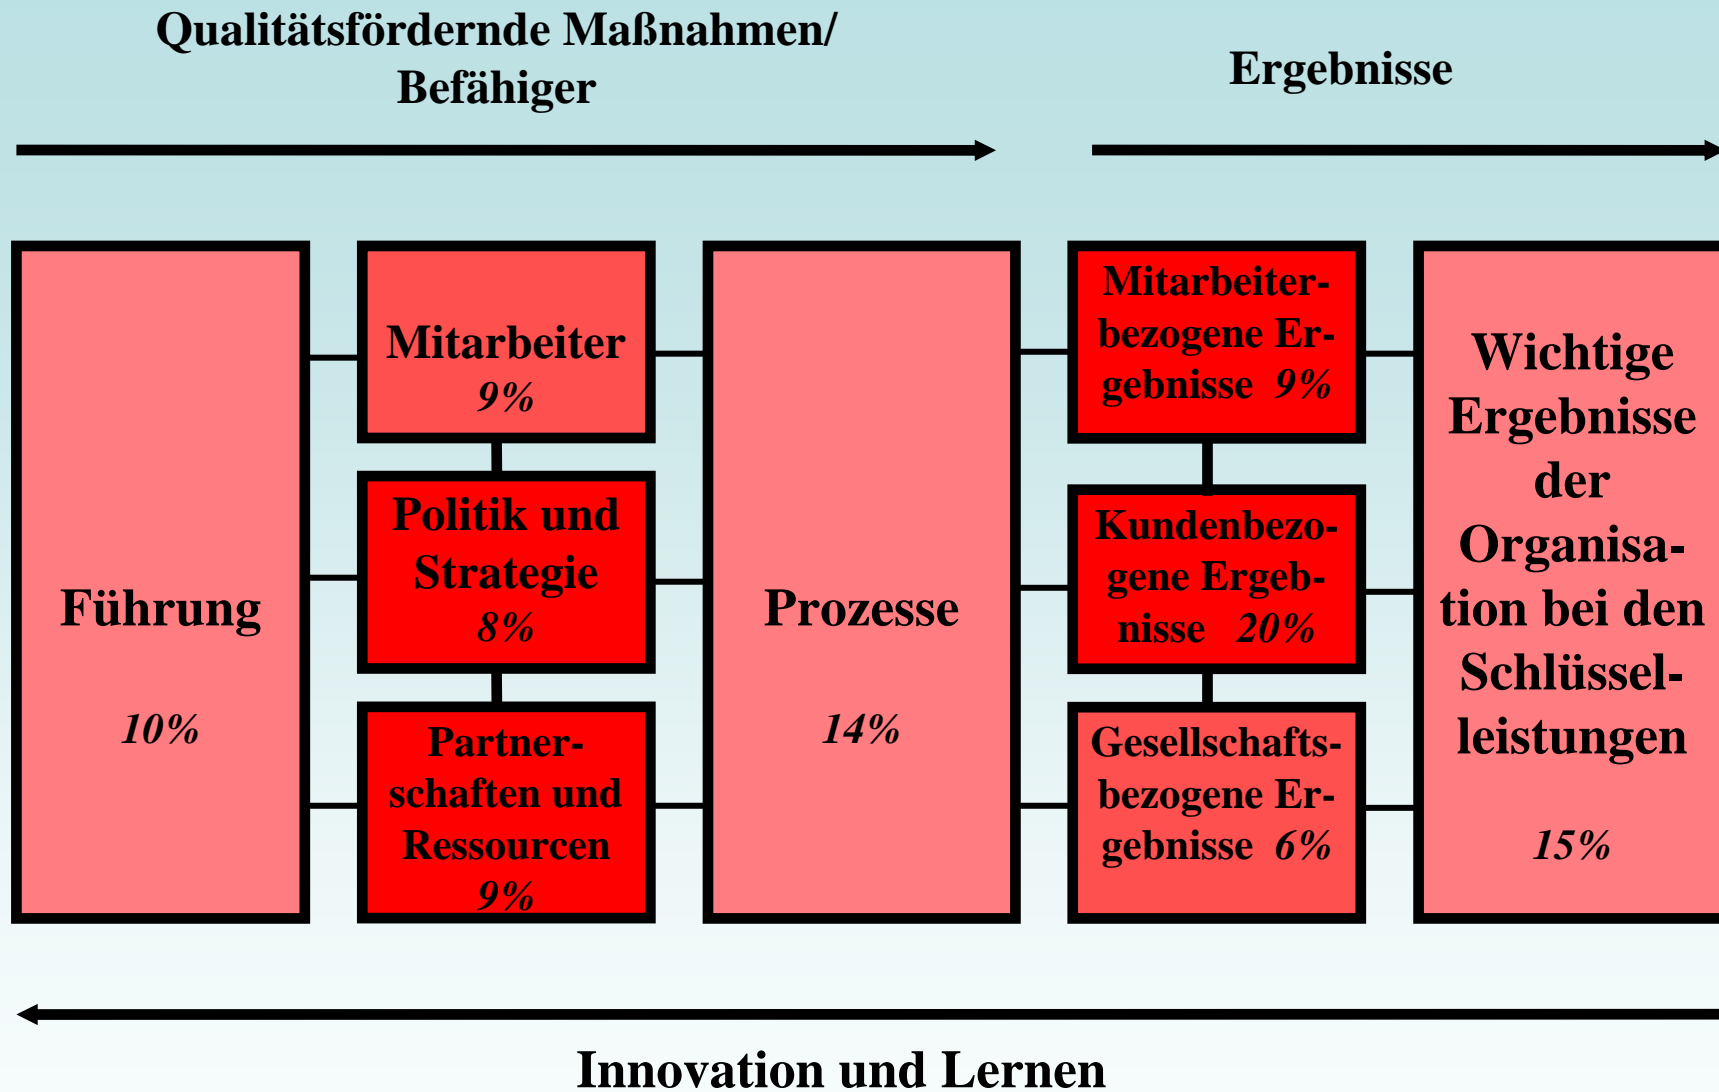 Qualitätsfördernde Maßnahmen/
Befähiger
Ergebnisse
Führung
10%
Mitarbeiter
9%
Politik und
Strategie
8%
Partner-
schaften und
Ressourcen
9%
Prozesse
14%
Mitarbeiter-
bezogene Er-
gebnisse 9%
Kundenbezo-
gene Ergeb-
nisse 20%
Gesellschafts-
bezogene Er-
gebnisse 6%
Wichtige
Ergebnisse
der
Organisa-
tion bei den
Schlüssel-
leistungen
15%
Innovation und Lernen